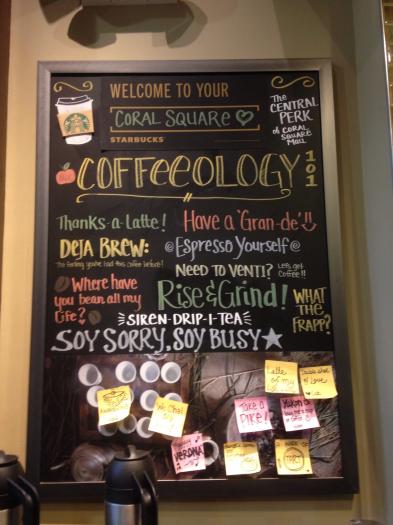 WELCOME TO YOUR
CORAL SQUARE
STARBUCKS
The
CENTRAL
PERK
of CORAL
SQUARE
Mall
COFFEEOLOGY
101
Thanks-a-Latte!
Have a 'Gran-de'!
DEJA BREW:
The feeling you've had this coffee before!
@Espresso Yourself@
NEED TO VENTI?
Let's get
Coffee!!
Where have
you bean all my
life?
Rise & Grind!
WHAT
THE
FRAPP?
SIREN-DRIP-I-TEA
SOY SORRY, SOY BUSY
Latte
of my
Double shot
of Love
Take a
PIKE!
VERONA